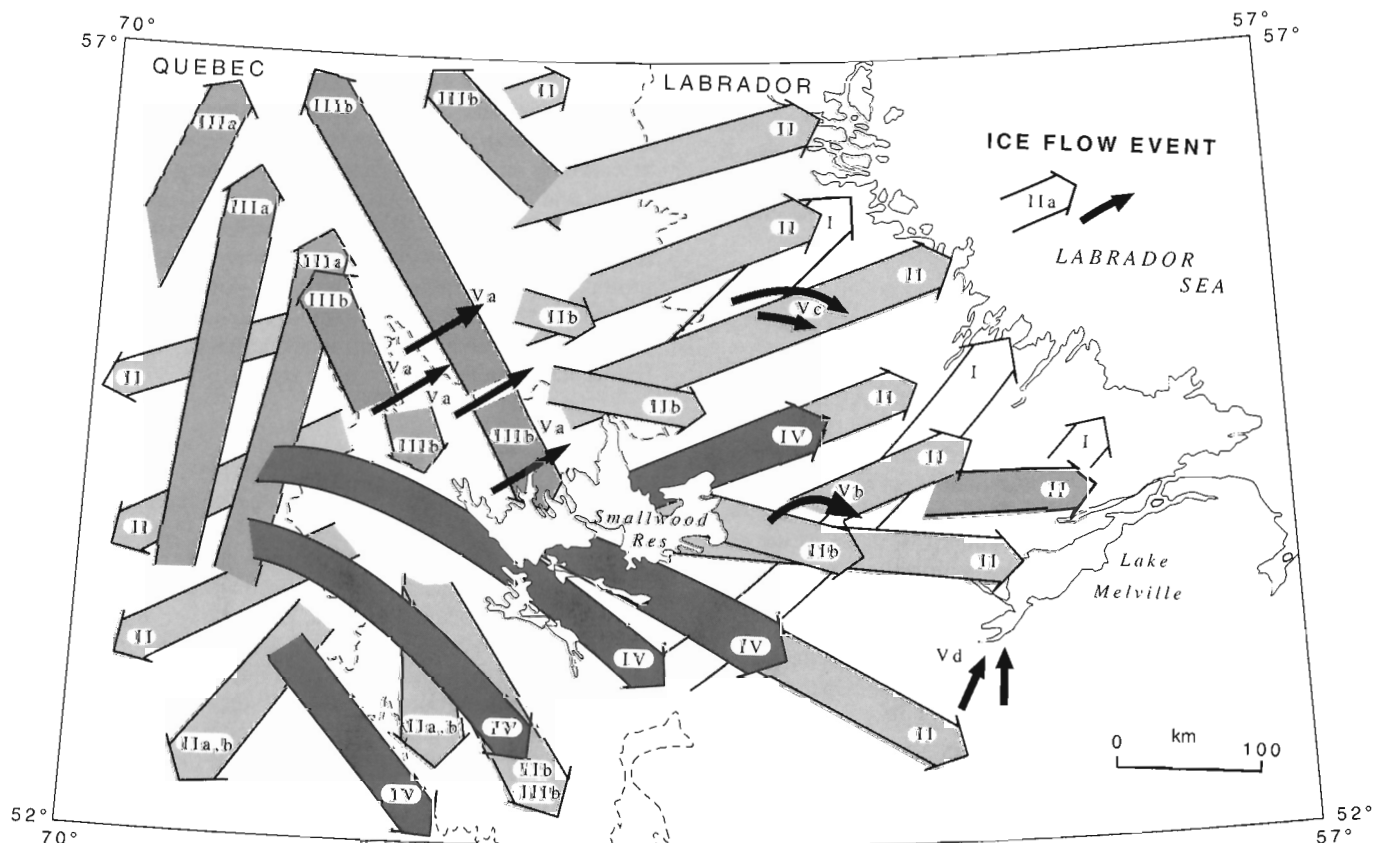 70° 57°
57° 57°
QUEBEC LABRADOR
ICE FLOW EVENT
IIa
LABRADOR
SEA
IIIb IIIb II
IIIa II
IIIa II I
IIIa II
IIIb Va
IIb Vc
II Va I
Va IIb II
IIIb IIIb Va IV
II I
Vb II
II Smallwood
Res
IIb II
Lake
Melville
II IV IV Vd
IIa,b IIa,b IV II
IIb
IV IIIb
0 km 100
52° 52°
70° 57°